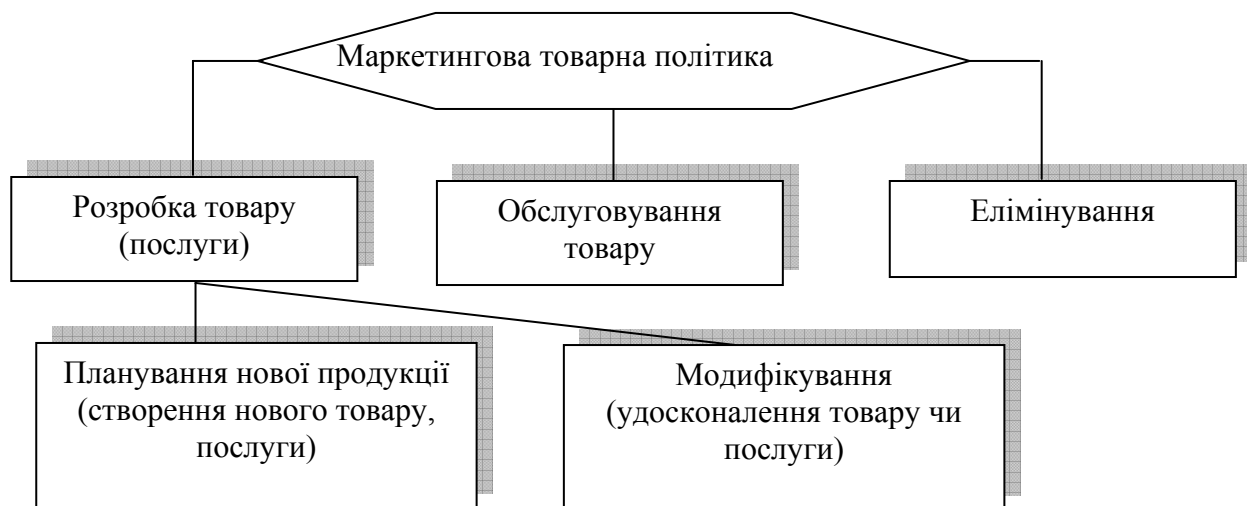 Маркетингова товарна політика
Розробка товару
(послуги)
Обслуговування
товару
Елімінування
Планування нової продукції
(створення нового товару,
послуги)
Модифікування
(удосконалення товару чи
послуги)